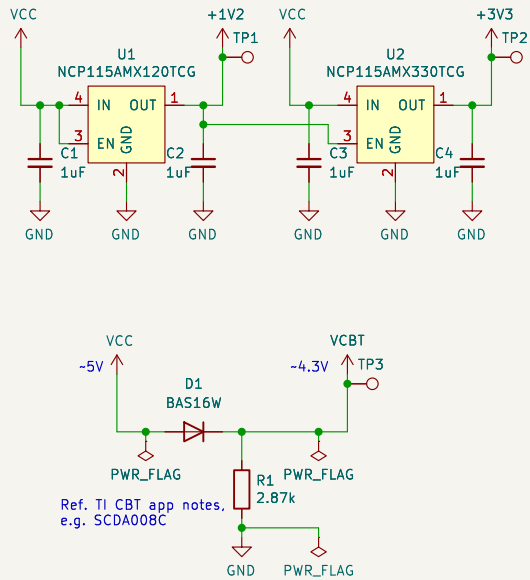 VCC
+1V2
TP1
U1
NCP115AMX120TCG
4 IN OUT 1
3 EN GND
2
C1
1uF
C2
1uF
GND
GND
GND
VCC
+3V3
TP2
U2
NCP115AMX330TCG
4 IN OUT 1
3 EN GND
2
C3
1uF
C4
1uF
GND
GND
GND
VCC
~5V
D1
BAS16W
VCBT
~4.3V
TP3
PWR_FLAG
PWR_FLAG
R1
2.87k
Ref. TI CBT app notes,
e.g. SCDA008C
GND
PWR_FLAG